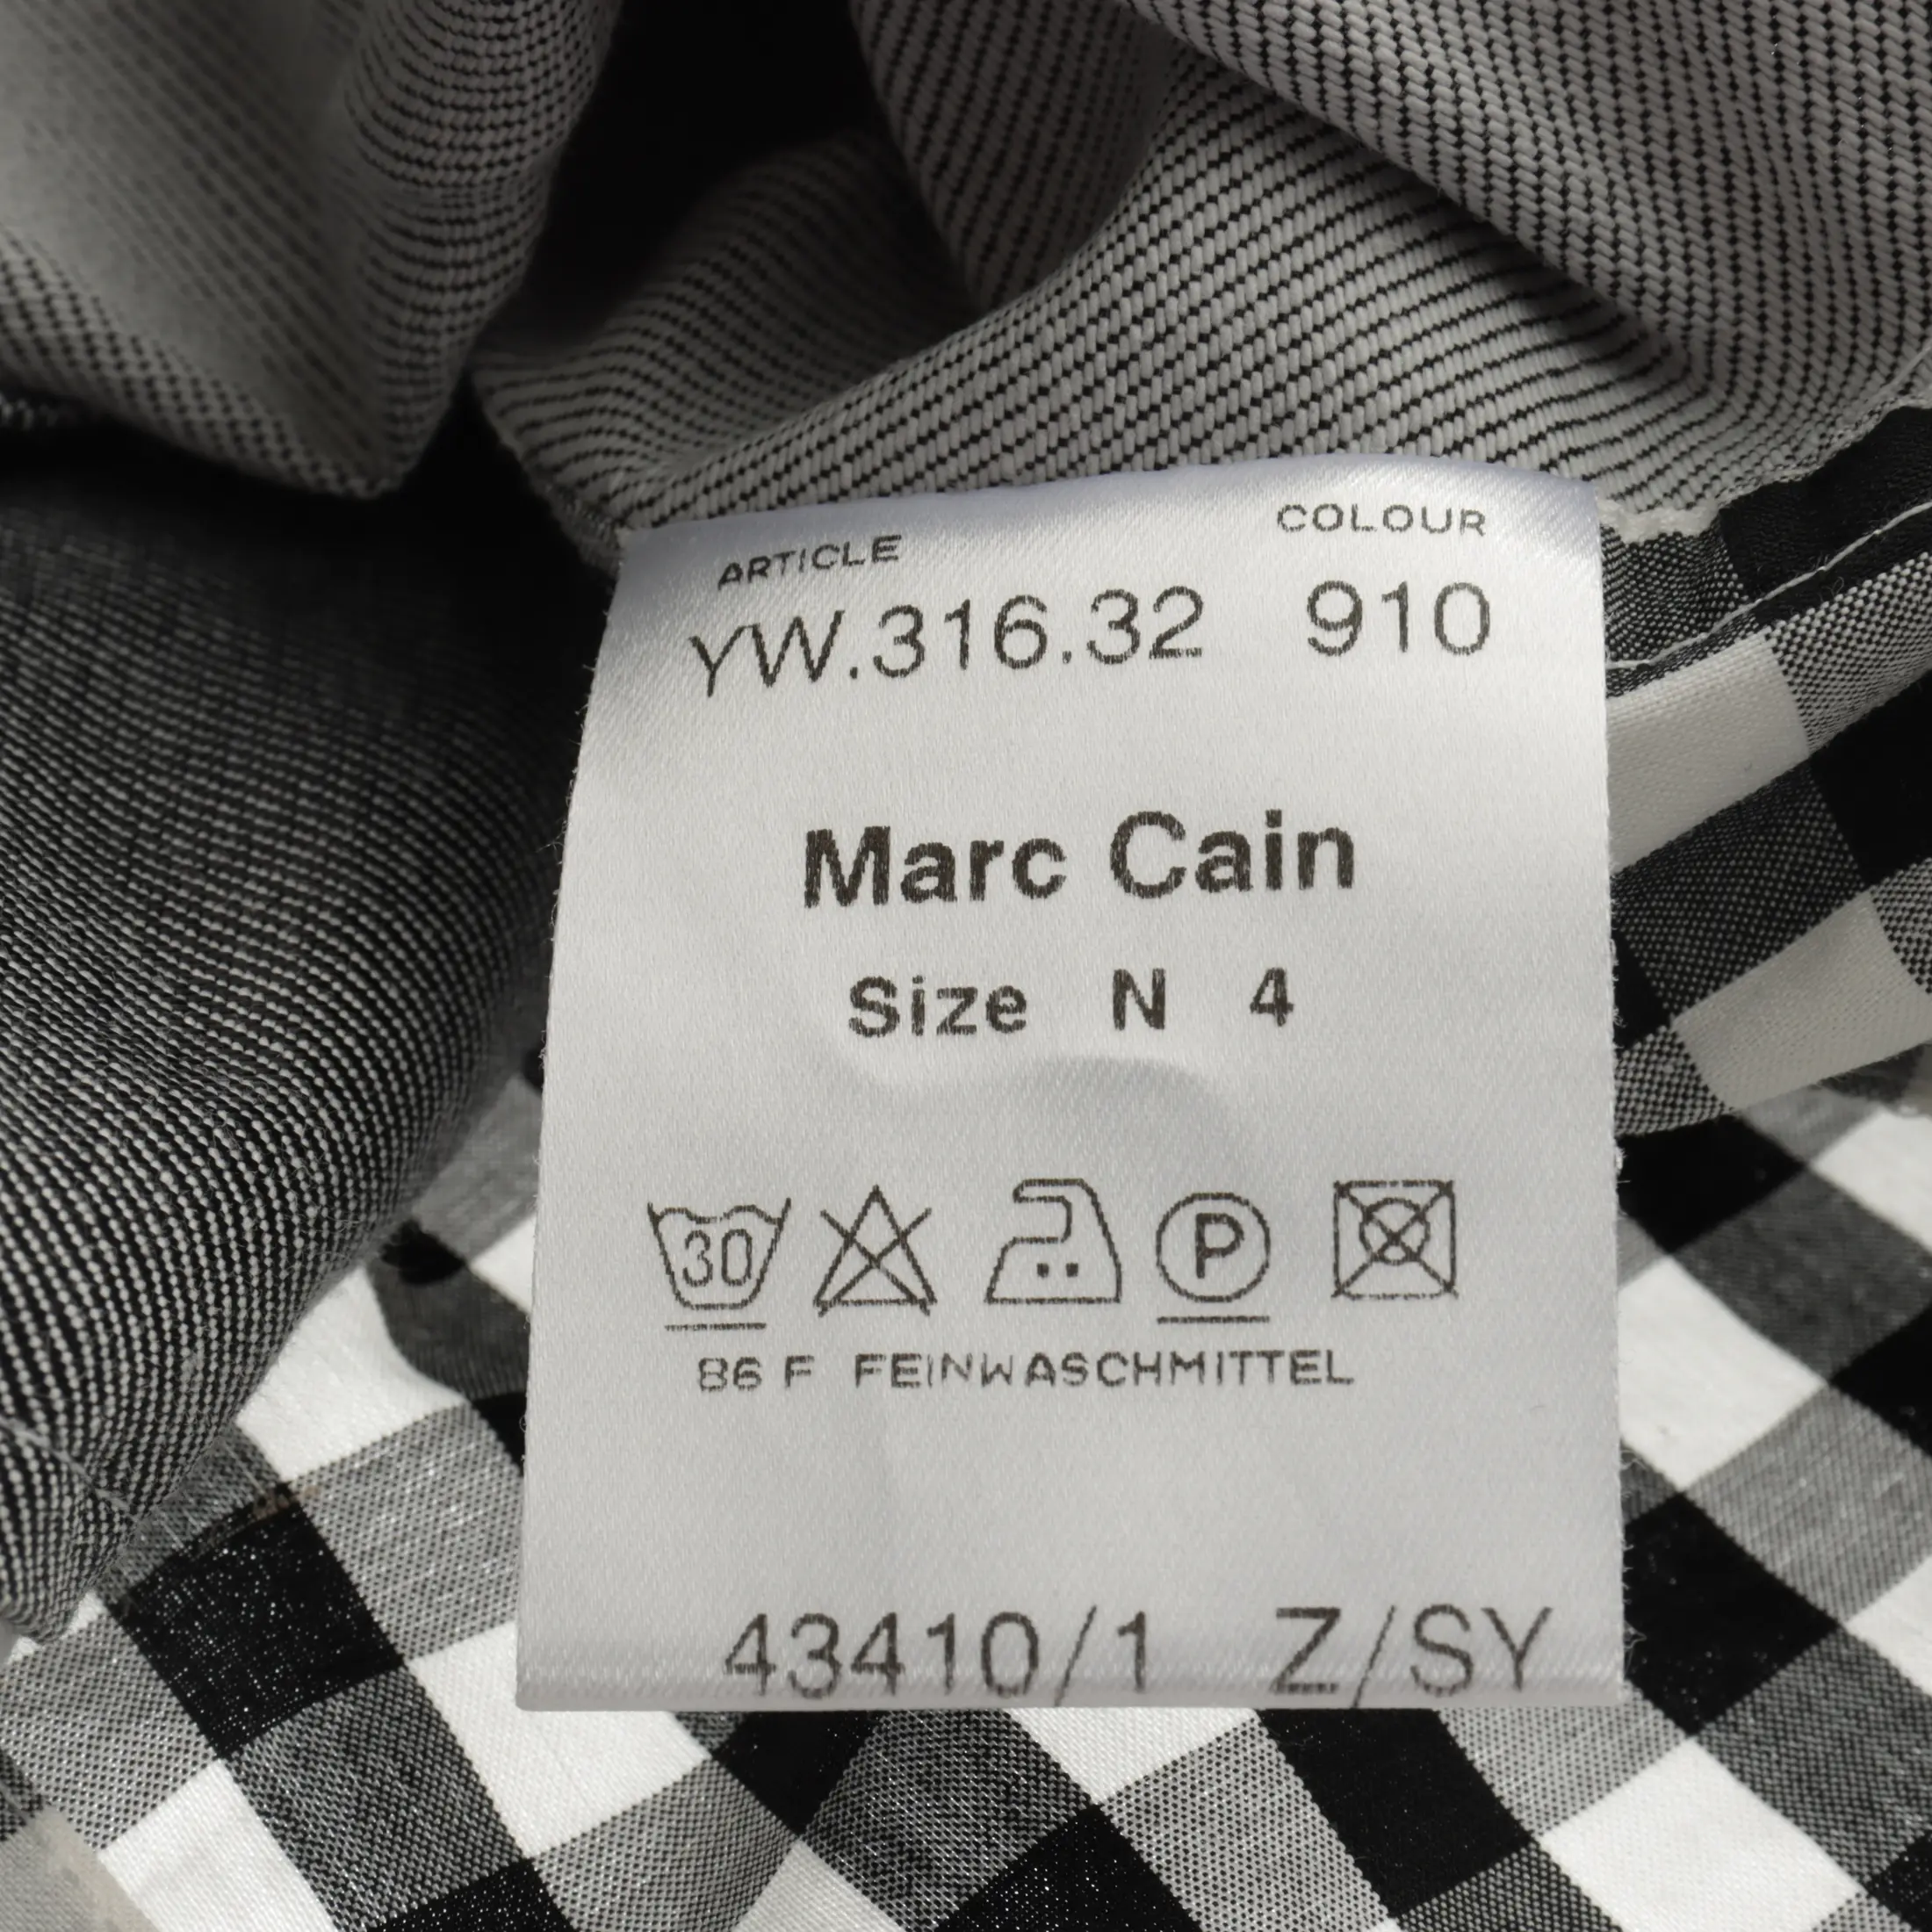 ARTICLE COLOUR
YW.316.32 910
Marc Cain
Size N 4
30 P
86 F FEINWASCHMITTEL
43410/1 Z/SY